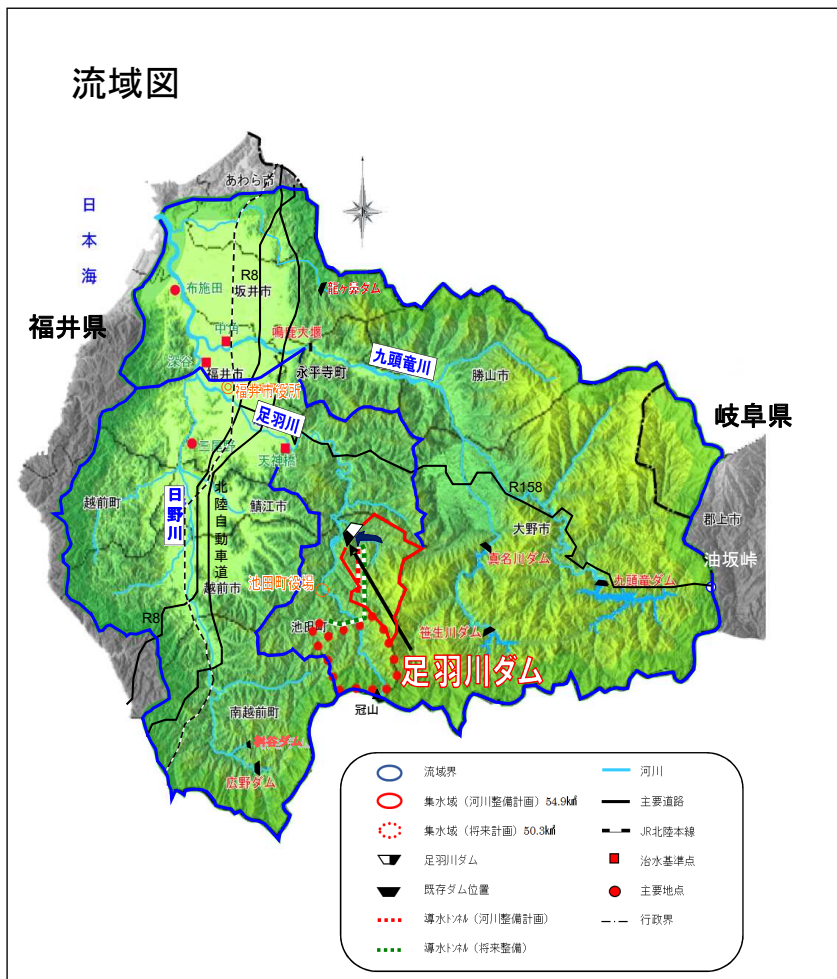 流域図
あわら市
日本海
R8
坂井市
布施田
龍ヶ鼻ダム
福井県
中角
鳴鹿大堰
九頭竜川
深谷
福井市
永平寺町
勝山市
福井市役所
足羽川
岐阜県
三尾野
天神橋
越前町
日野川
北陸自動車道
鯖江市
R158
大野市
郡上市
油坂峠
真名川ダム
九頭竜ダム
池田町役場
越前市
R8
池田町
笹生川ダム
足羽川ダム
冠山
南越前町
桝谷ダム
広野ダム
流域界
集水域（河川整備計画）54.9k㎡
集水域（将来計画）50.3k㎡
足羽川ダム
既存ダム位置
導水トンネル（河川整備計画）
導水トンネル（将来整備）
河川
主要道路
JR北陸本線
治水基準点
主要地点
行政界